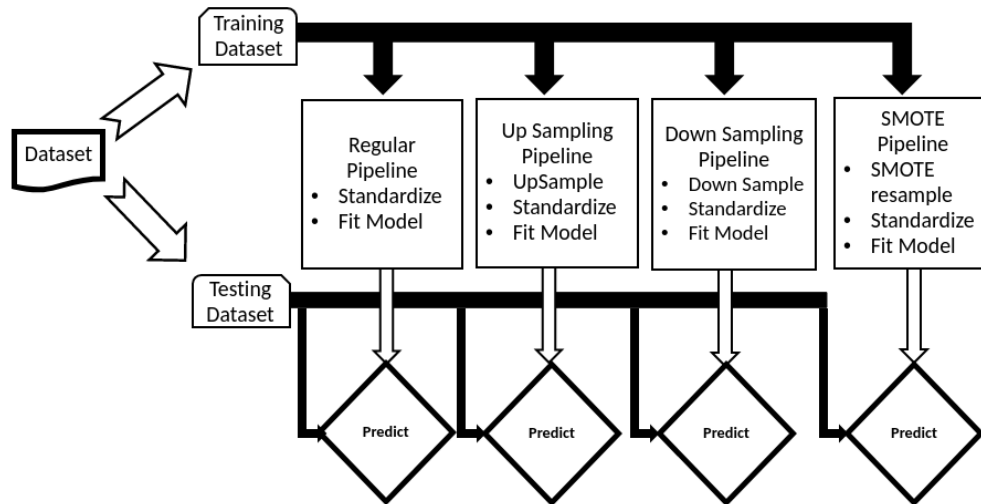 Training
Dataset
Dataset
Regular
Pipeline
• Standardize
• Fit Model
Up Sampling
Pipeline
• UpSample
• Standardize
• Fit Model
Down Sampling
Pipeline
• Down Sample
• Standardize
• Fit Model
SMOTE
Pipeline
• SMOTE
resample
• Standardize
• Fit Model
Testing
Dataset
Predict
Predict
Predict
Predict